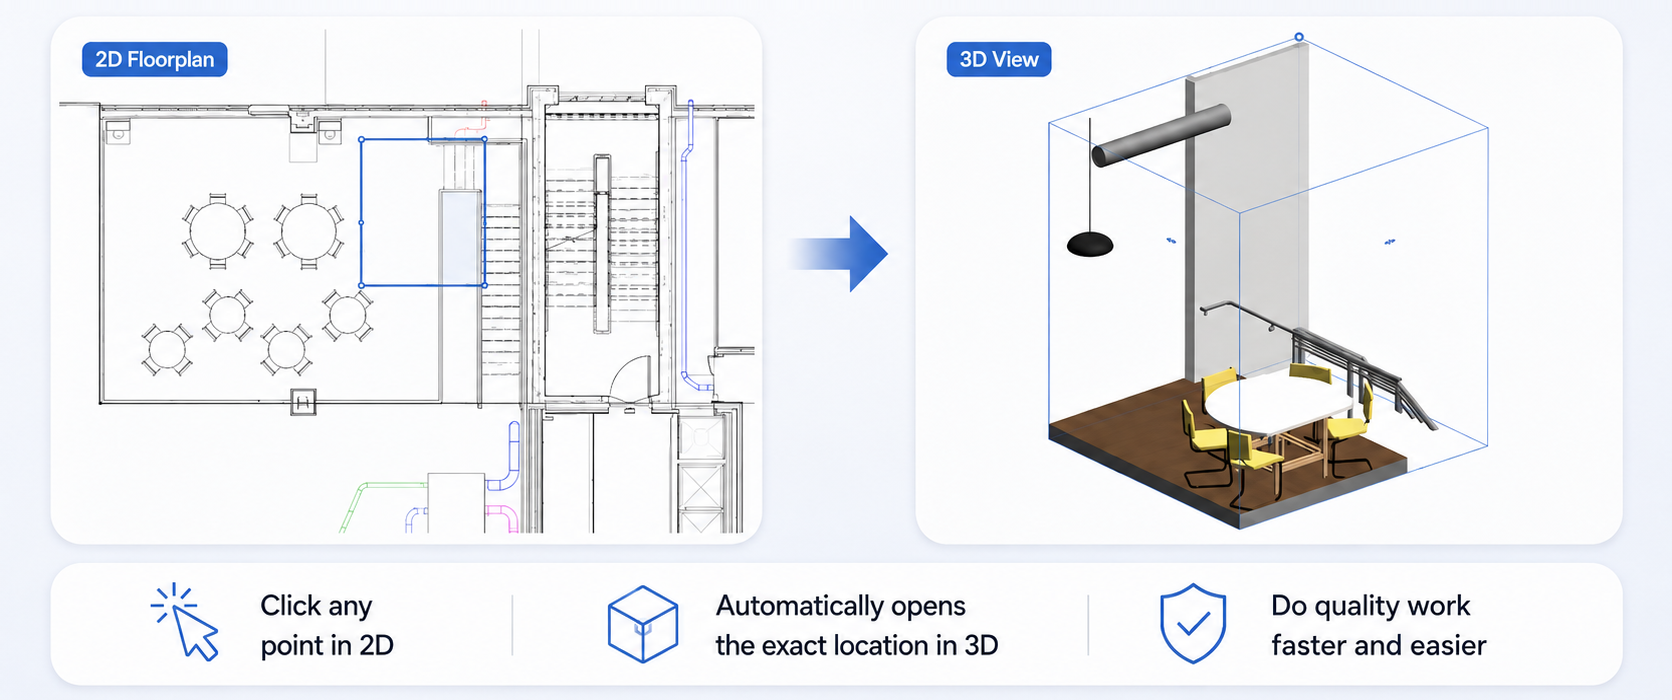 2D Floorplan
3D View
Click any
point in 2D
Automatically opens
the exact location in 3D
Do quality work
faster and easier